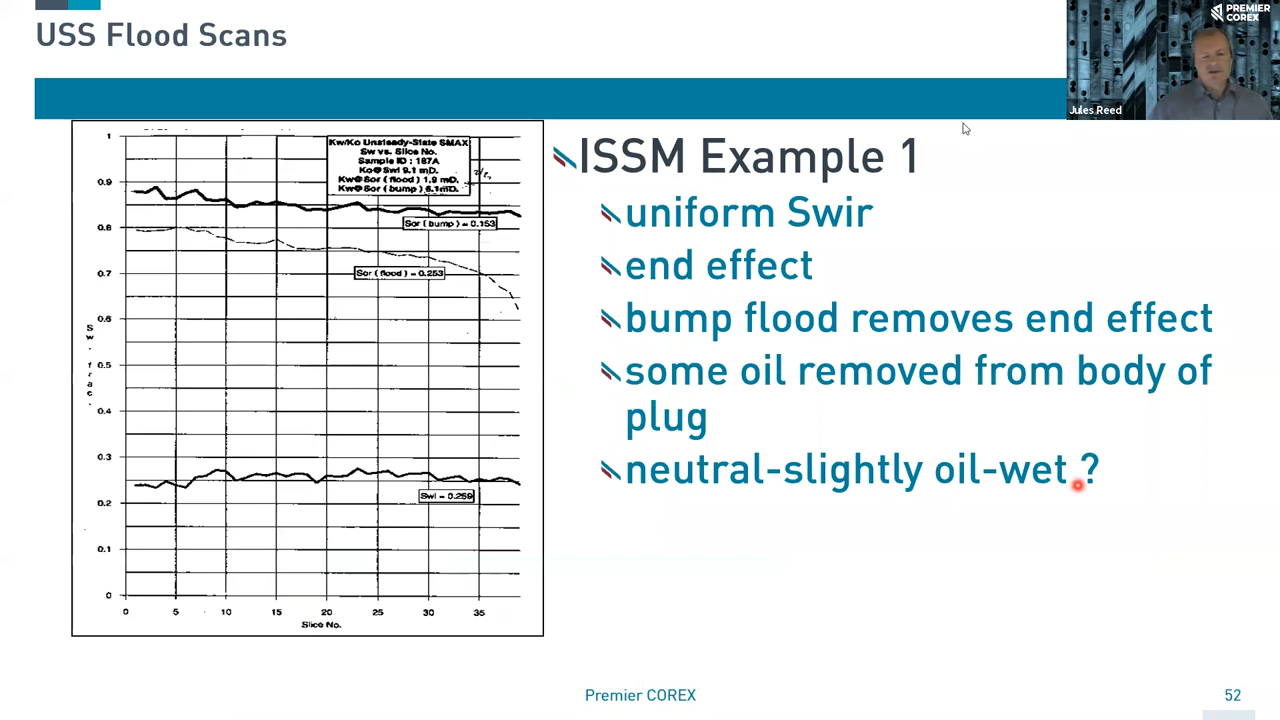 USS Flood Scans
PREMIER
COREX
Jules Reed
Kw/Ko Unsteady-State SMAX
Sw vs. Slice No.
Sample ID : 187A
Ko@Swi 9.1 mD.
Kw@Sor ( flood ) 1.9 mD.
Kw@Sor ( bump ) 6.1mD.
1
0.9
0.8
0.7
0.6
0.5
0.4
0.3
0.2
0.1
0
Sw. frac.
Sor ( bump ) = 0.153
Sor ( flood ) = 0.253
Swi = 0.259
0 5 10 15 20 25 30 35
Slice No.
ISSM Example 1
uniform Swir
end effect
bump flood removes end effect
some oil removed from body of
plug
neutral-slightly oil-wet ?
Premier COREX
52